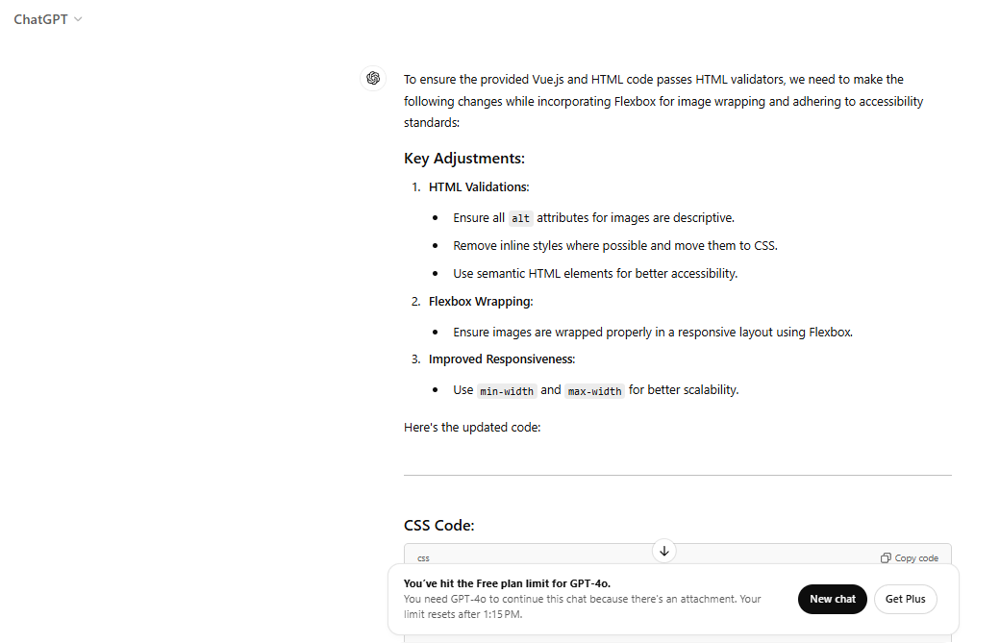 ChatGPT
To ensure the provided Vue.js and HTML code passes HTML validators, we need to make the
following changes while incorporating Flexbox for image wrapping and adhering to accessibility
standards:
Key Adjustments:
1. HTML Validations:
• Ensure all alt attributes for images are descriptive.
• Remove inline styles where possible and move them to CSS.
• Use semantic HTML elements for better accessibility.
2. Flexbox Wrapping:
• Ensure images are wrapped properly in a responsive layout using Flexbox.
3. Improved Responsiveness:
• Use min-width and max-width for better scalability.
Here's the updated code:
CSS Code:
css Copy code
You've hit the Free plan limit for GPT-4o.
You need GPT-4o to continue this chat because there's an attachment. Your
limit resets after 1:15 PM.
New chat Get Plus